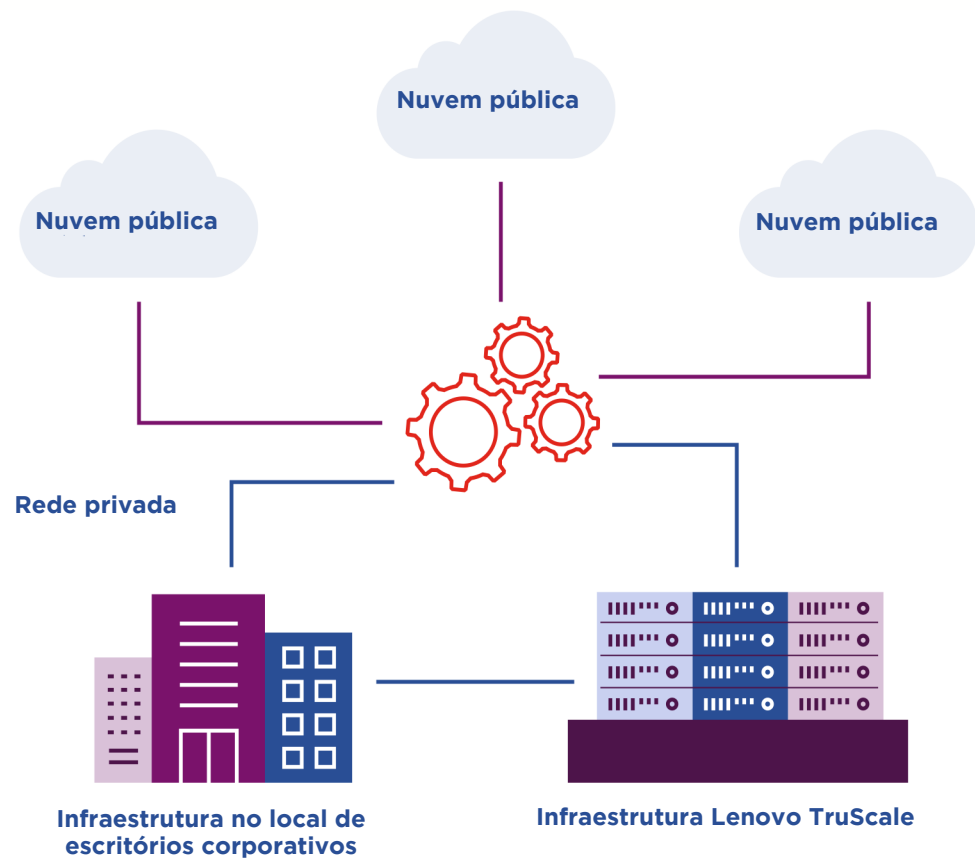 Nuvem pública
Nuvem pública
Nuvem pública
Rede privada
Infraestrutura no local de
escritórios corporativos
Infraestrutura Lenovo TruScale